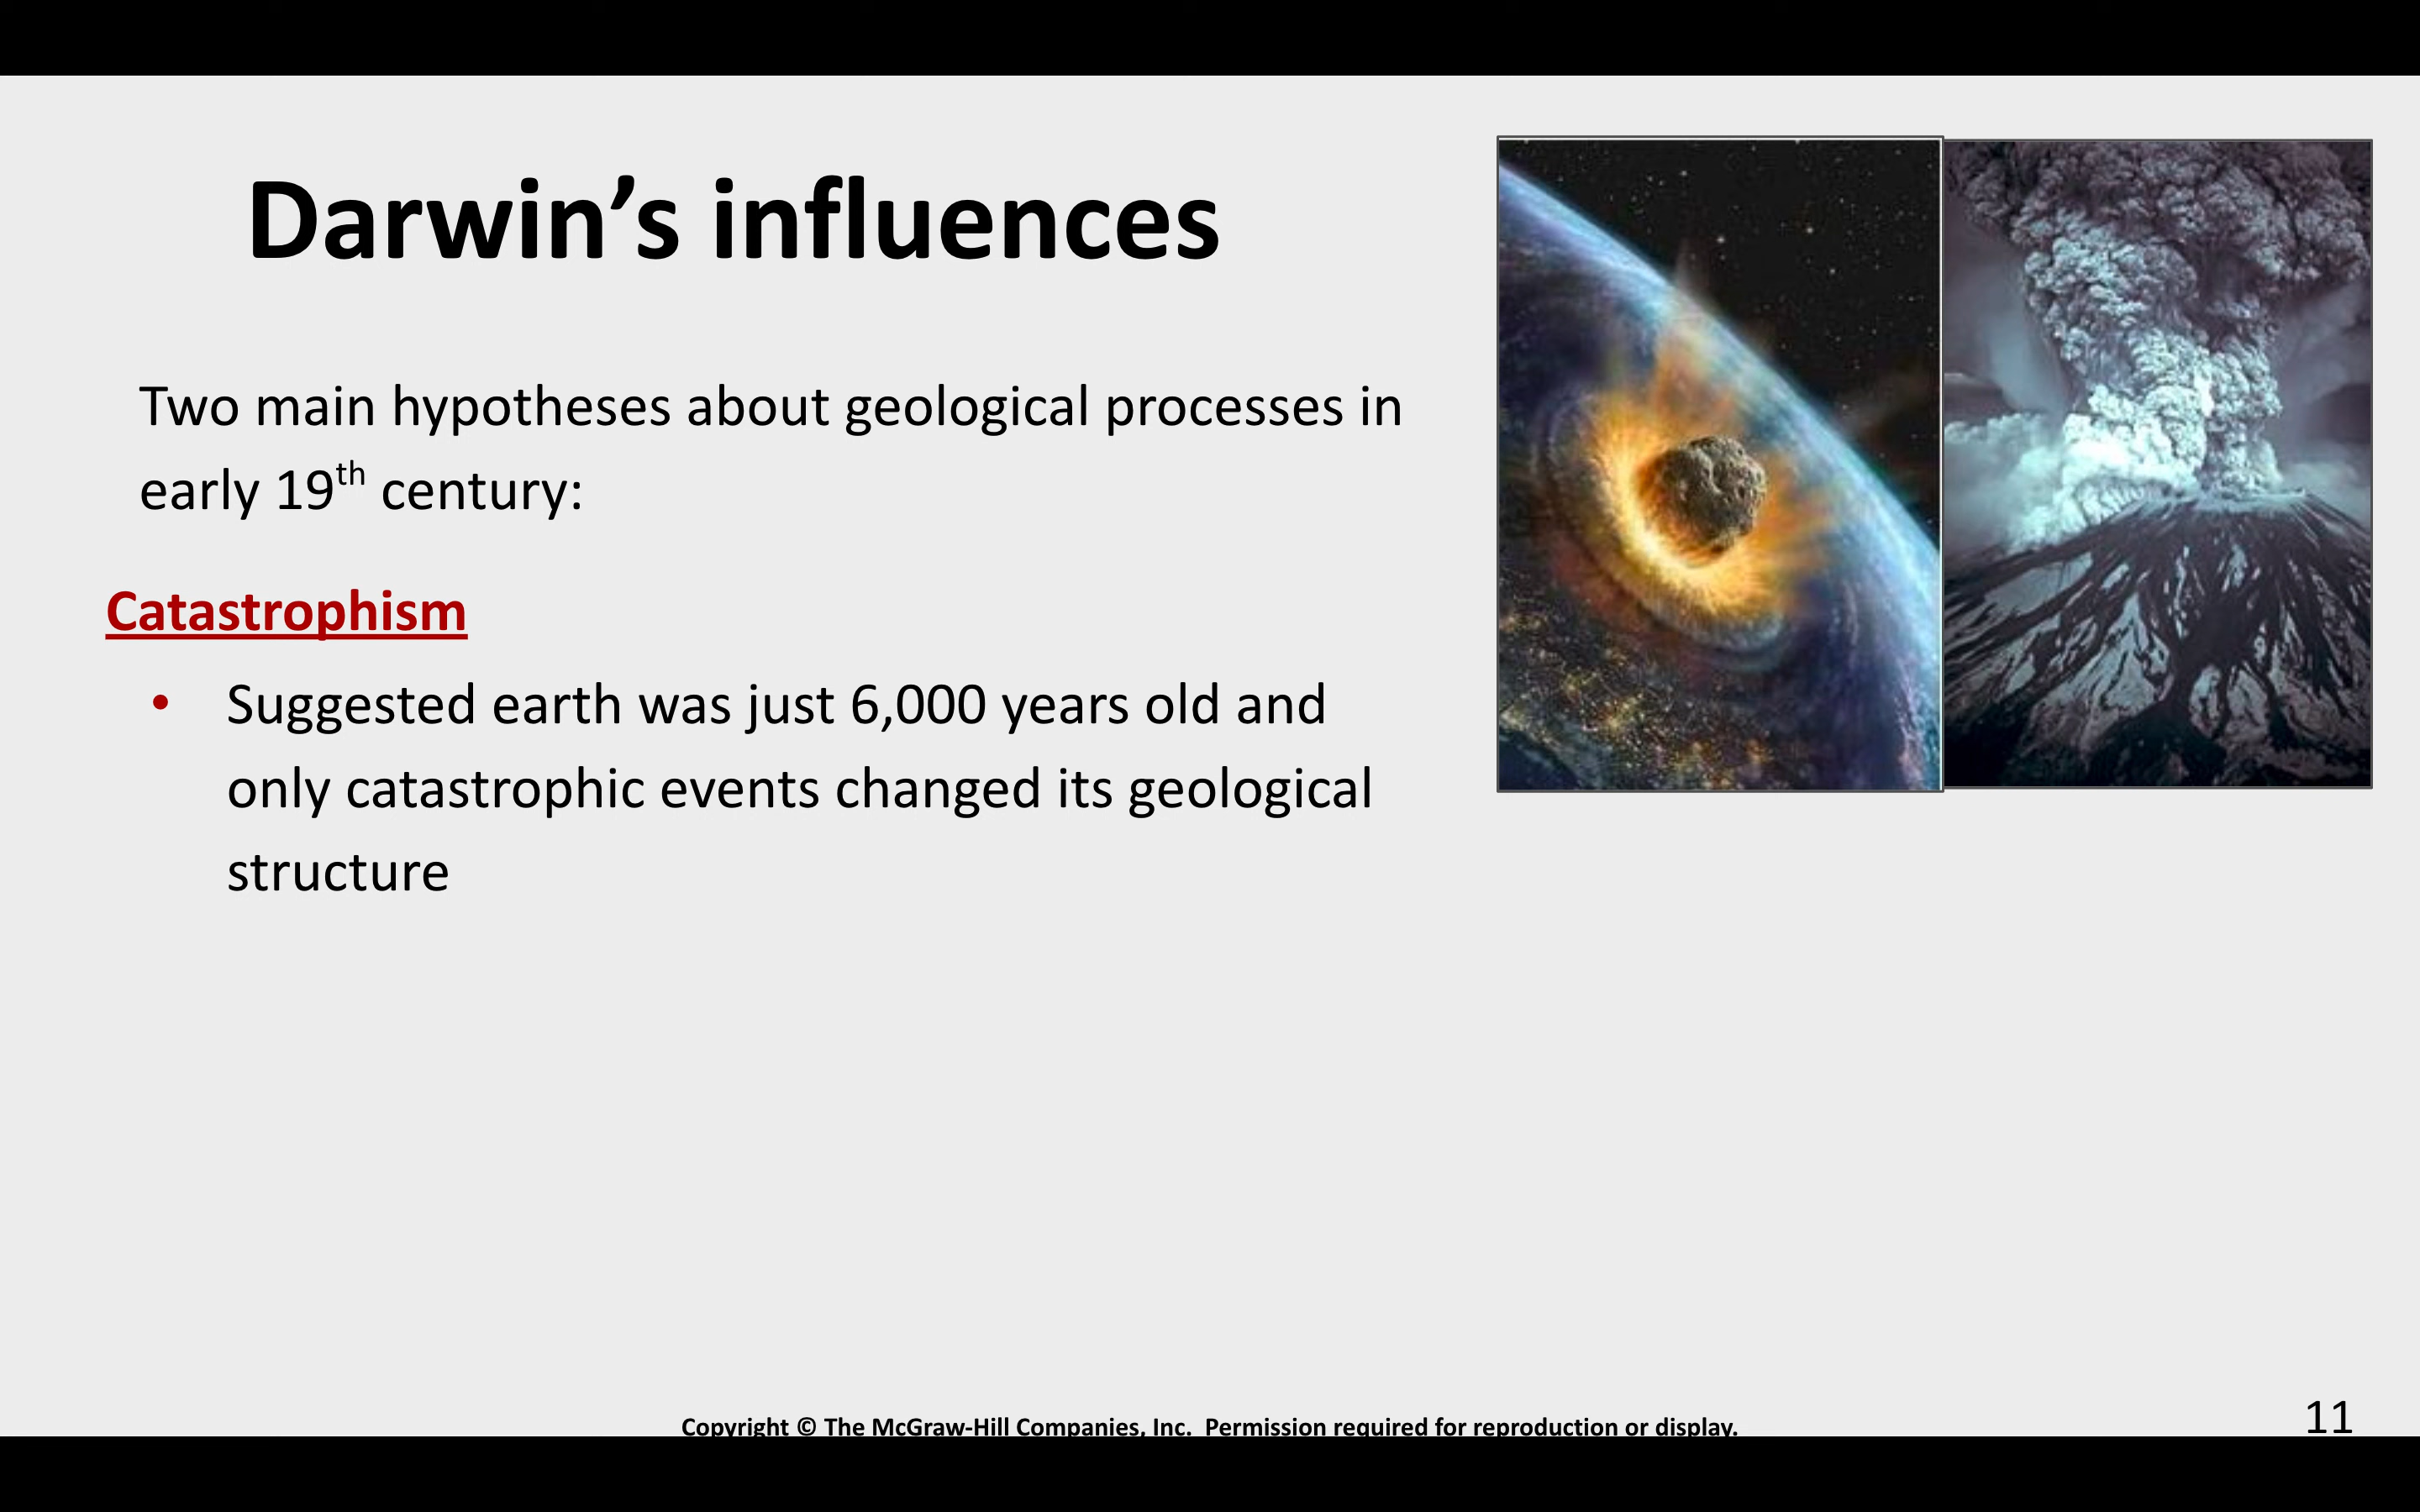 Darwin’s influences
Two main hypotheses about geological processes in
early 19th century:
Catastrophism
• Suggested earth was just 6,000 years old and
only catastrophic events changed its geological
structure
Copyright © The McGraw-Hill Companies, Inc. Permission required for reproduction or display.
11